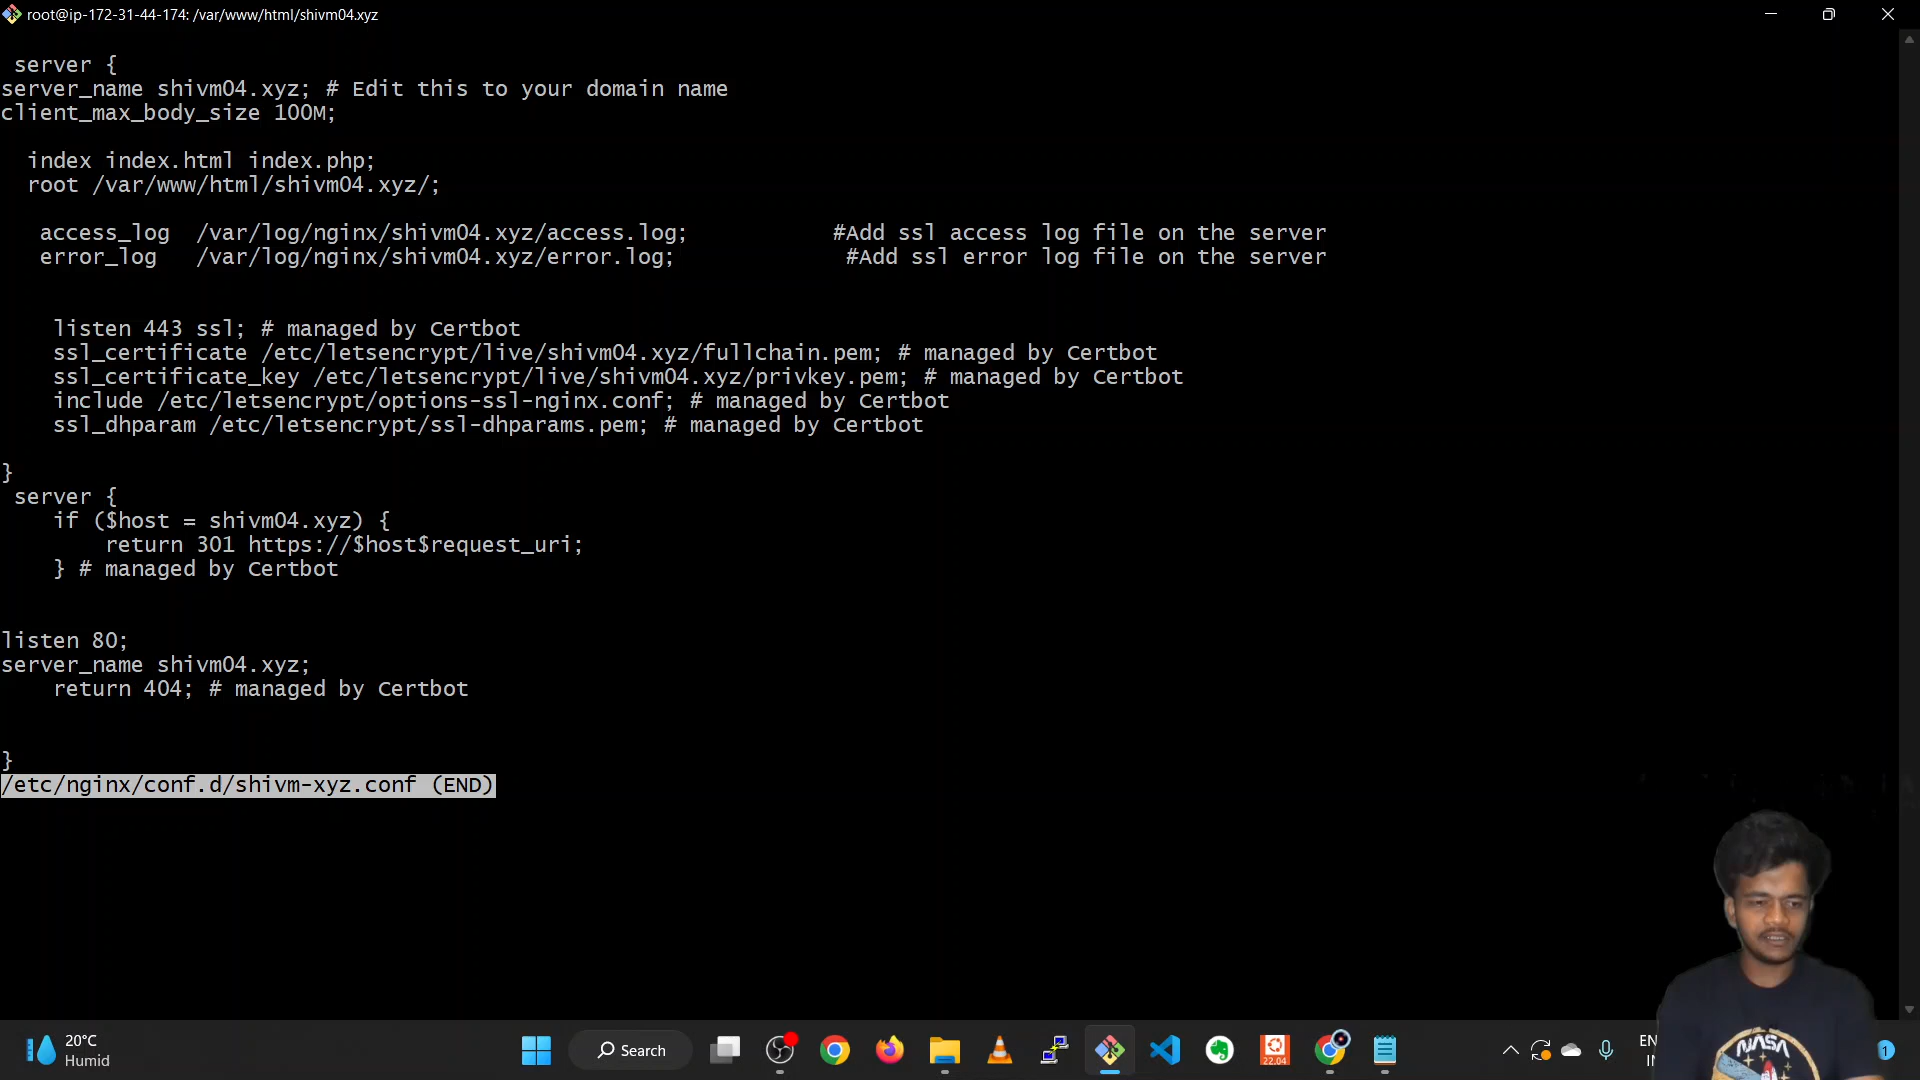 root@ip-172-31-44-174: /var/www/html/shivm04.xyz
server {
server_name shivm04.xyz; # Edit this to your domain name
client_max_body_size 100M;
index index.html index.php;
root /var/www/html/shivm04.xyz/;
access_log /var/log/nginx/shivm04.xyz/access.log; #Add ssl access log file on the server
error_log /var/log/nginx/shivm04.xyz/error.log; #Add ssl error log file on the server
listen 443 ssl; # managed by Certbot
ssl_certificate /etc/letsencrypt/live/shivm04.xyz/fullchain.pem; # managed by Certbot
ssl_certificate_key /etc/letsencrypt/live/shivm04.xyz/privkey.pem; # managed by Certbot
include /etc/letsencrypt/options-ssl-nginx.conf; # managed by Certbot
ssl_dhparam /etc/letsencrypt/ssl-dhparams.pem; # managed by Certbot
}
server {
if ($host = shivm04.xyz) {
return 301 https://$host$request_uri;
} # managed by Certbot
listen 80;
server_name shivm04.xyz;
return 404; # managed by Certbot
}
/etc/nginx/conf.d/shivm-xyz.conf (END)
20°C
Humid
Search
22.04
1
NASA